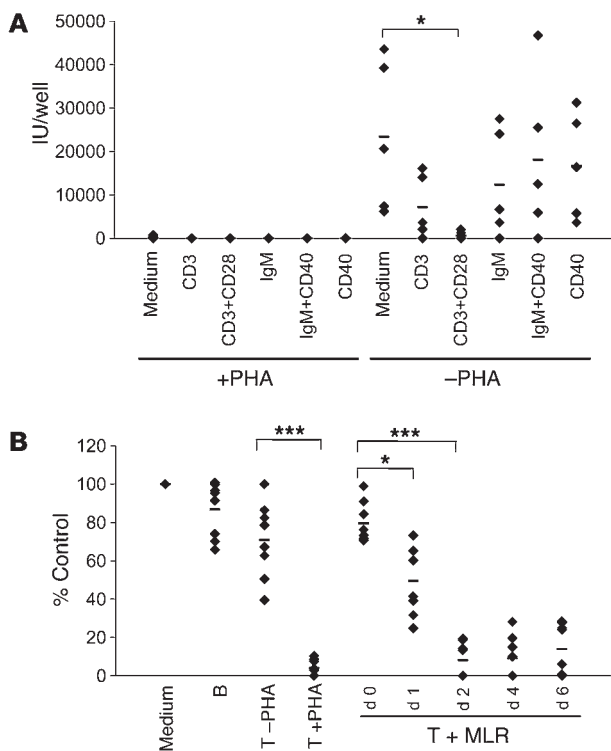 A
*
50000
40000
30000
20000
10000
0
IU/well
Medium
CD3
CD3+CD28
IgM
IgM+CD40
CD40
Medium
CD3
CD3+CD28
IgM
IgM+CD40
CD40
+PHA
–PHA
B
***
***
*
120
100
80
60
40
20
0
% Control
Medium
B
T –PHA
T +PHA
d 0
d 1
d 2
d 4
d 6
T + MLR